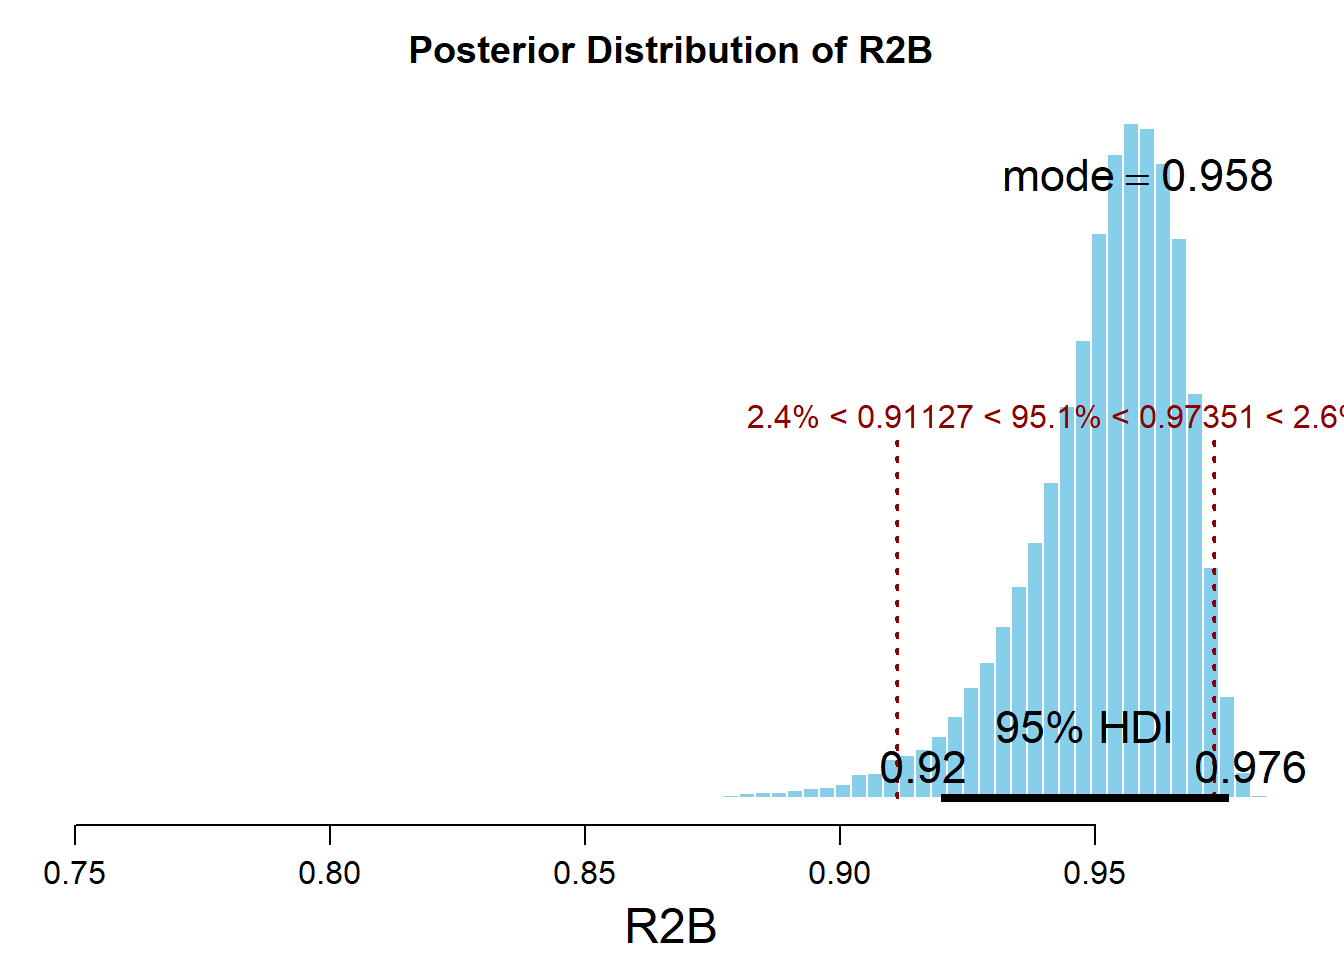 Posterior Distribution of R2B
mode = 0.958
2.4% < 0.91127 < 95.1% < 0.97351 < 2.6%
95% HDI
0.92 0.976
0.75 0.80 0.85 0.90 0.95
R2B